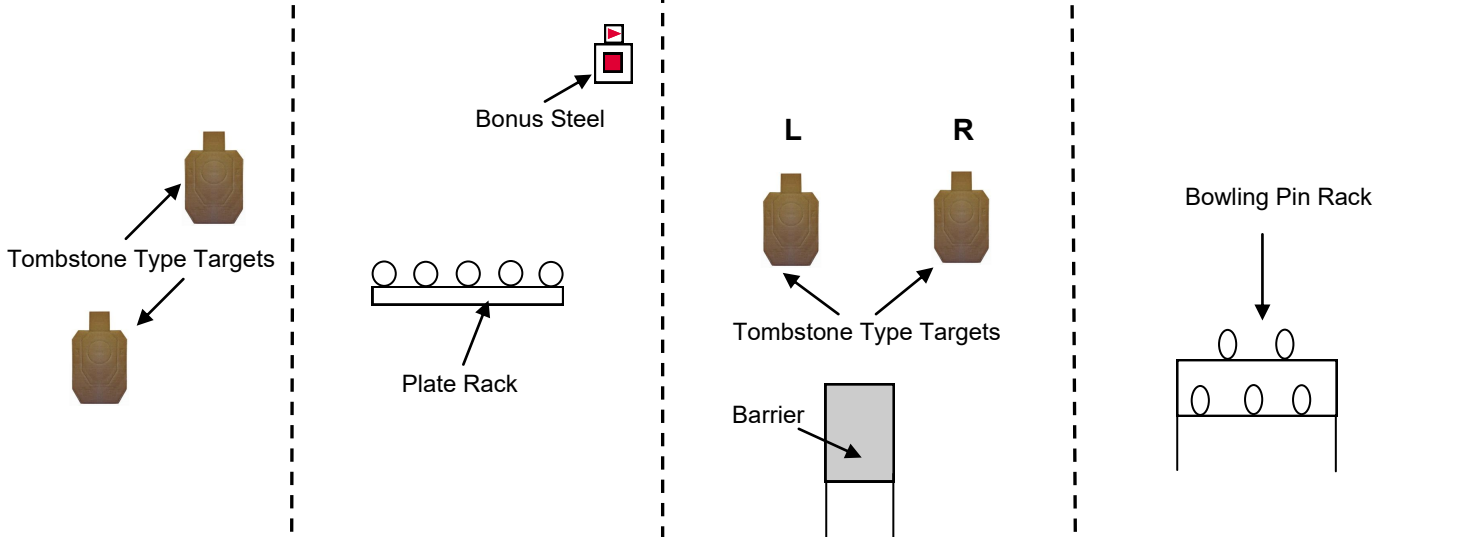 Tombstone Type Targets
Bonus Steel
Plate Rack
L R
Tombstone Type Targets
Barrier
Bowling Pin Rack